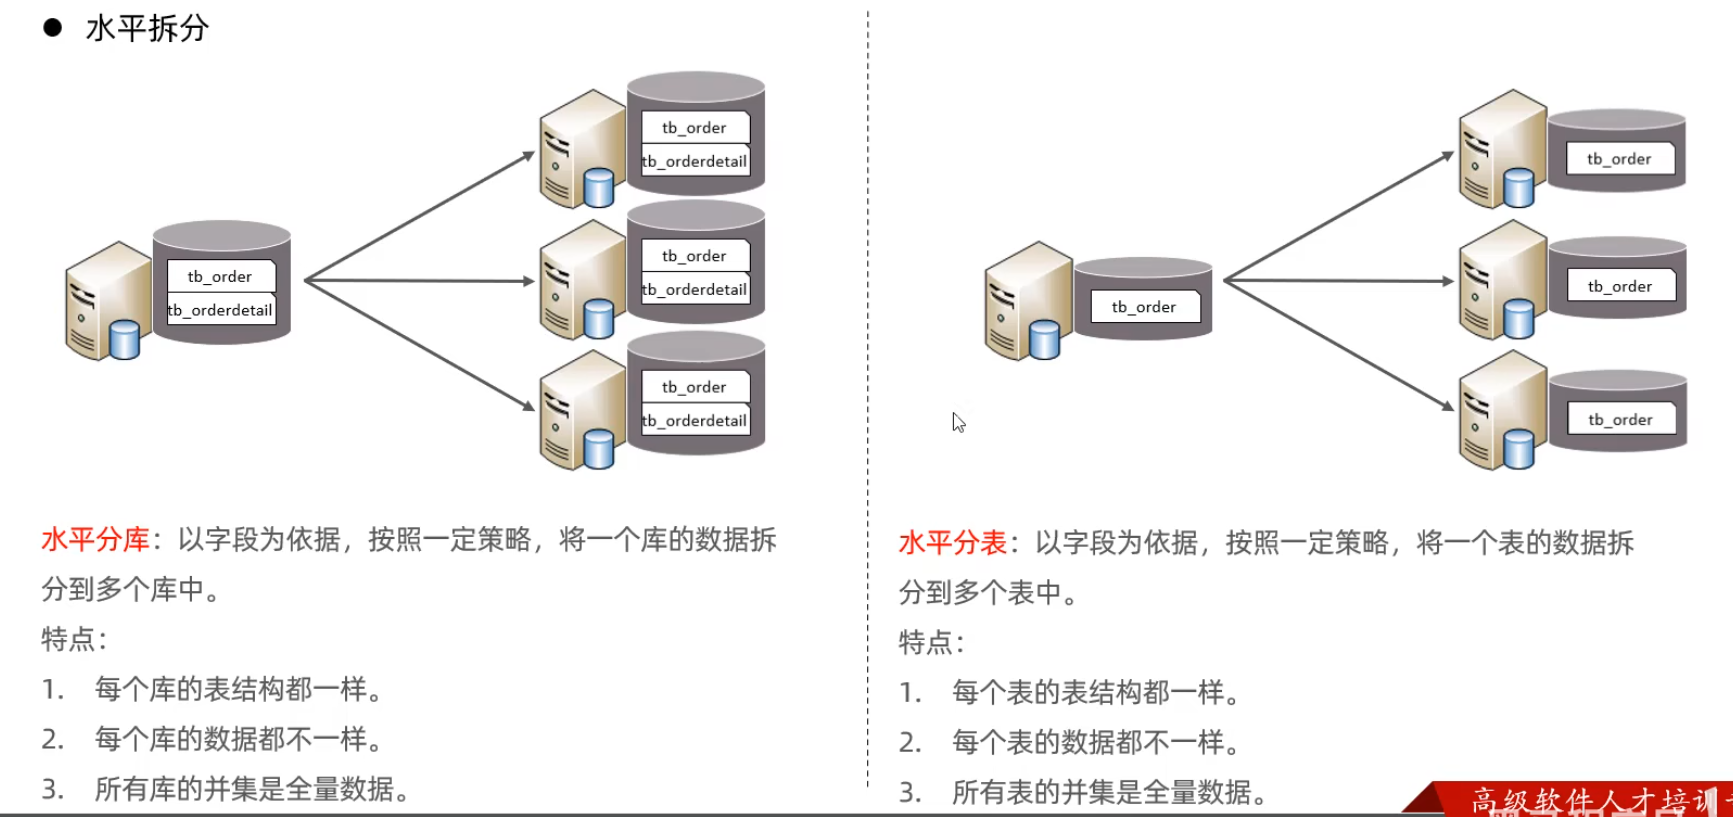 ● 水平拆分
tb_order
tb_orderdetail
tb_order
tb_orderdetail
tb_order
tb_orderdetail
tb_order
tb_orderdetail
水平分库：以字段为依据，按照一定策略，将一个库的数据拆
分到多个库中。
特点：
1. 每个库的表结构都一样。
2. 每个库的数据都不一样。
3. 所有库的并集是全量数据。
tb_order
tb_order
tb_order
tb_order
水平分表：以字段为依据，按照一定策略，将一个表的数据拆
分到多个表中。
特点：
1. 每个表的表结构都一样。
2. 每个表的数据都不一样。
3. 所有表的并集是全量数据。
高级软件人才培训